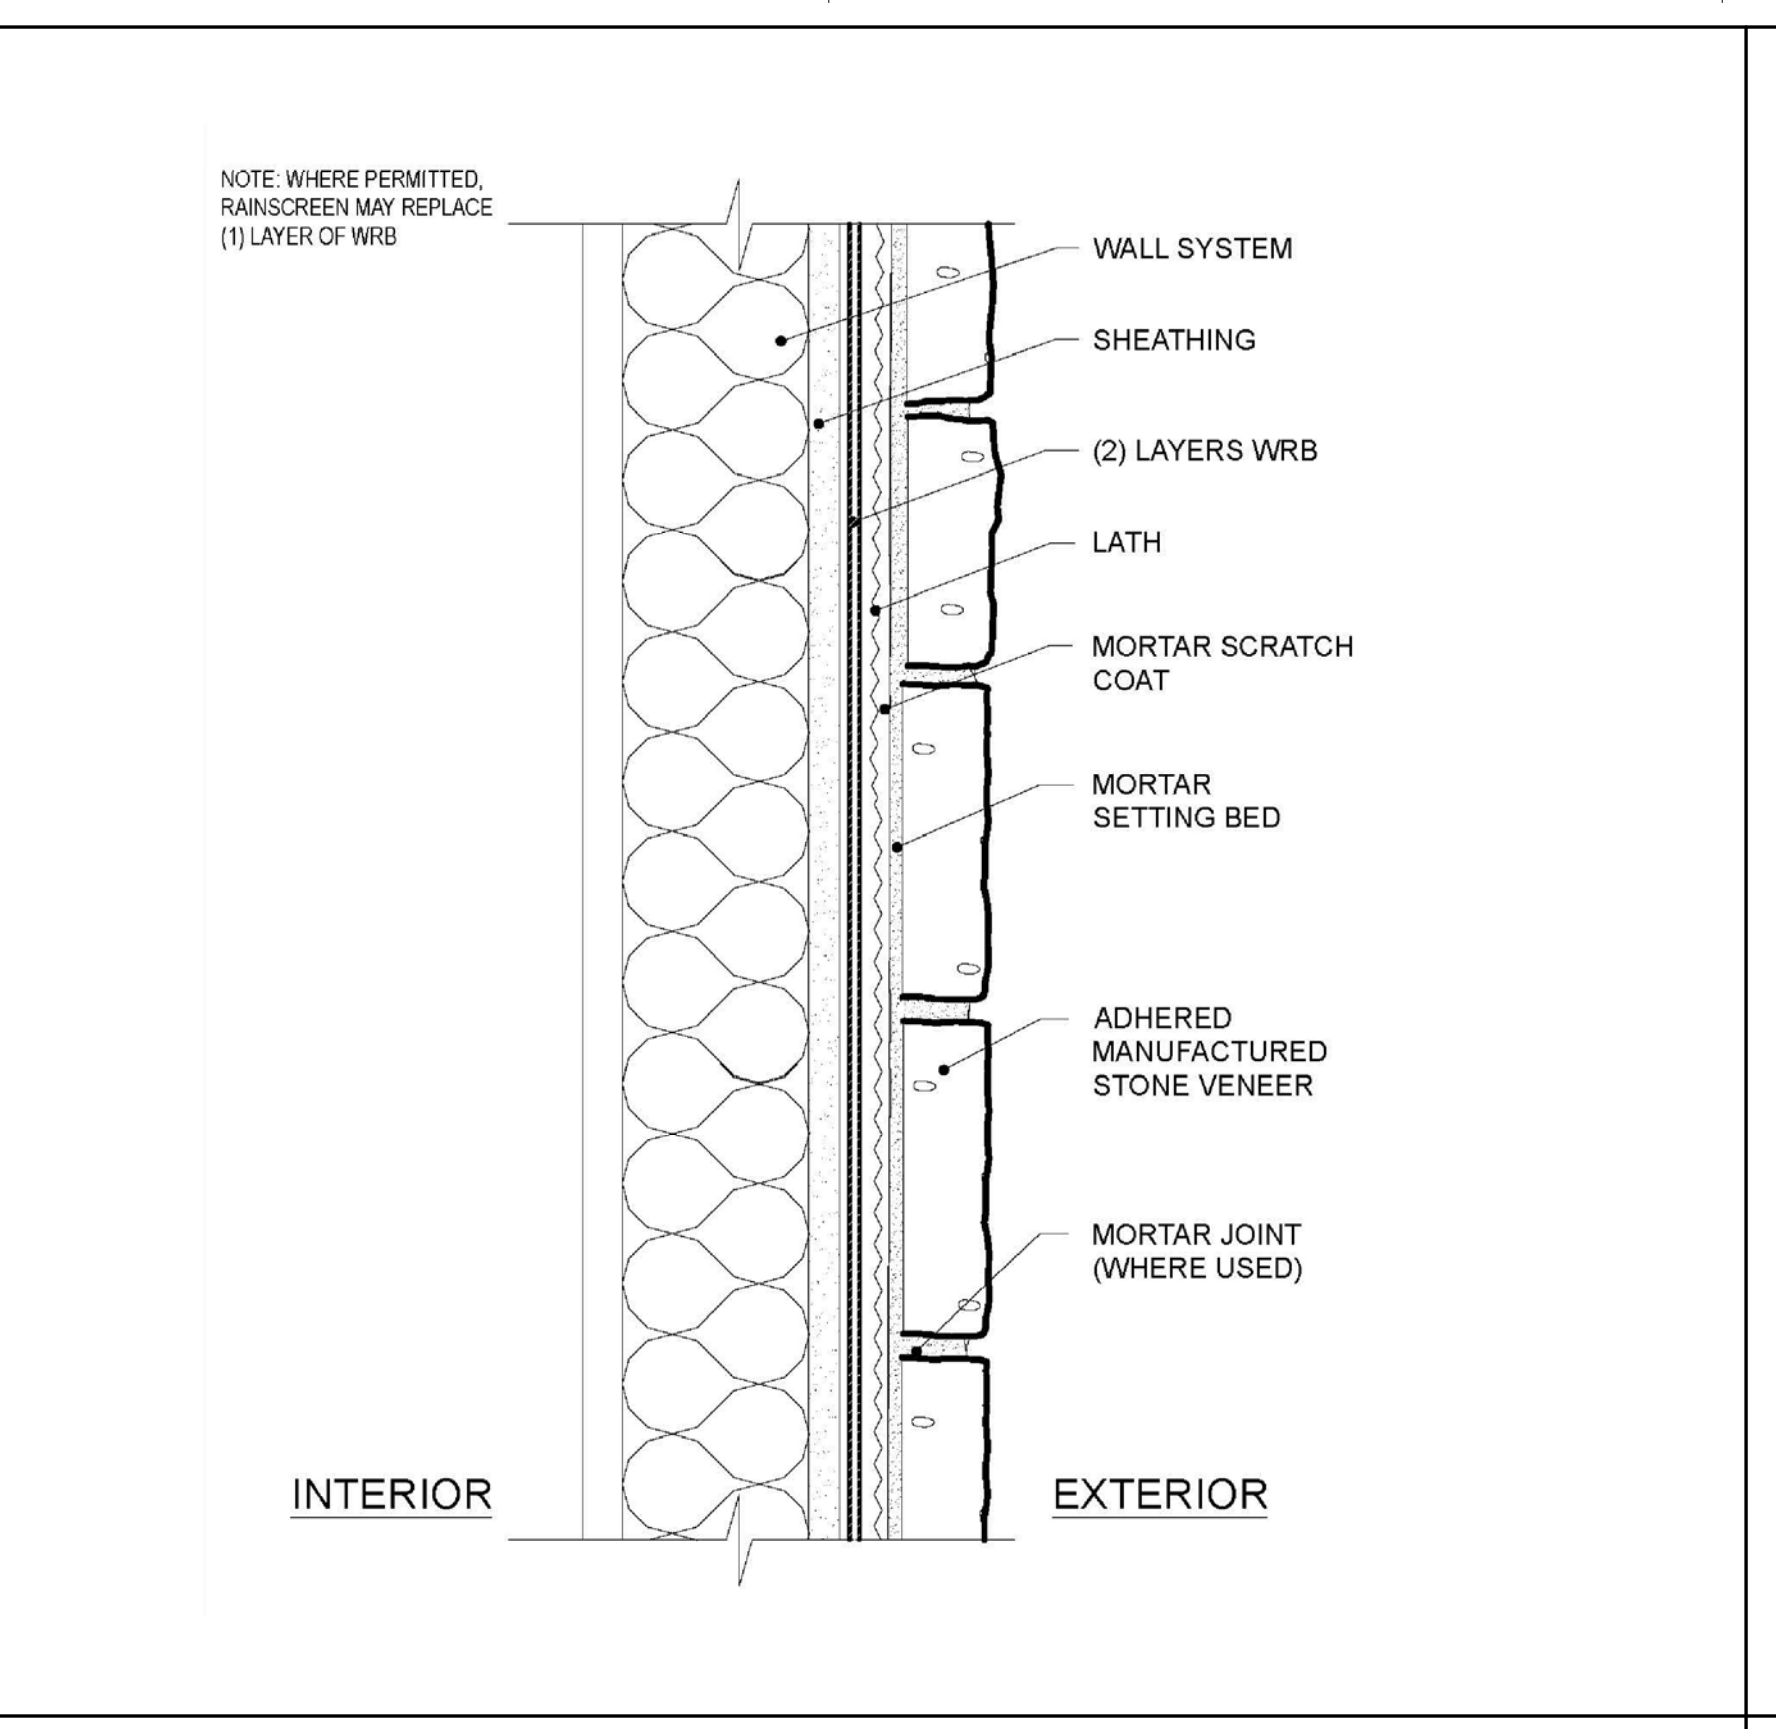 NOTE: WHERE PERMITTED,
RAINSCREEN MAY REPLACE
(1) LAYER OF WRB
WALL SYSTEM
SHEATHING
(2) LAYERS WRB
LATH
MORTAR SCRATCH
COAT
MORTAR
SETTING BED
ADHERED
MANUFACTURED
STONE VENEER
MORTAR JOINT
(WHERE USED)
INTERIOR
EXTERIOR